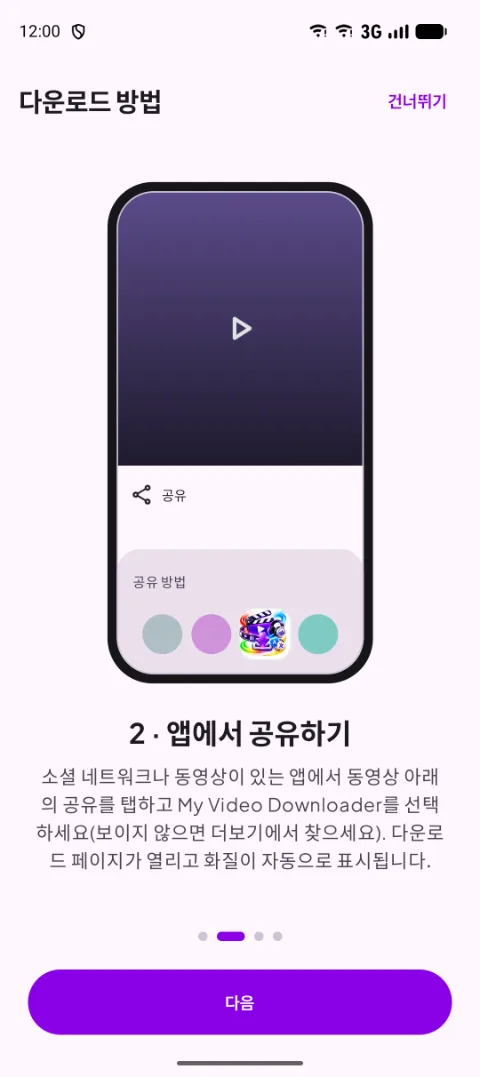 12:00
3G
다운로드 방법
건너뛰기
공유
공유 방법
2 · 앱에서 공유하기
소셜 네트워크나 동영상이 있는 앱에서 동영상 아래
의 공유를 탭하고 My Video Downloader를 선택
하세요(보이지 않으면 더보기에서 찾으세요). 다운로
드 페이지가 열리고 화질이 자동으로 표시됩니다.
다음